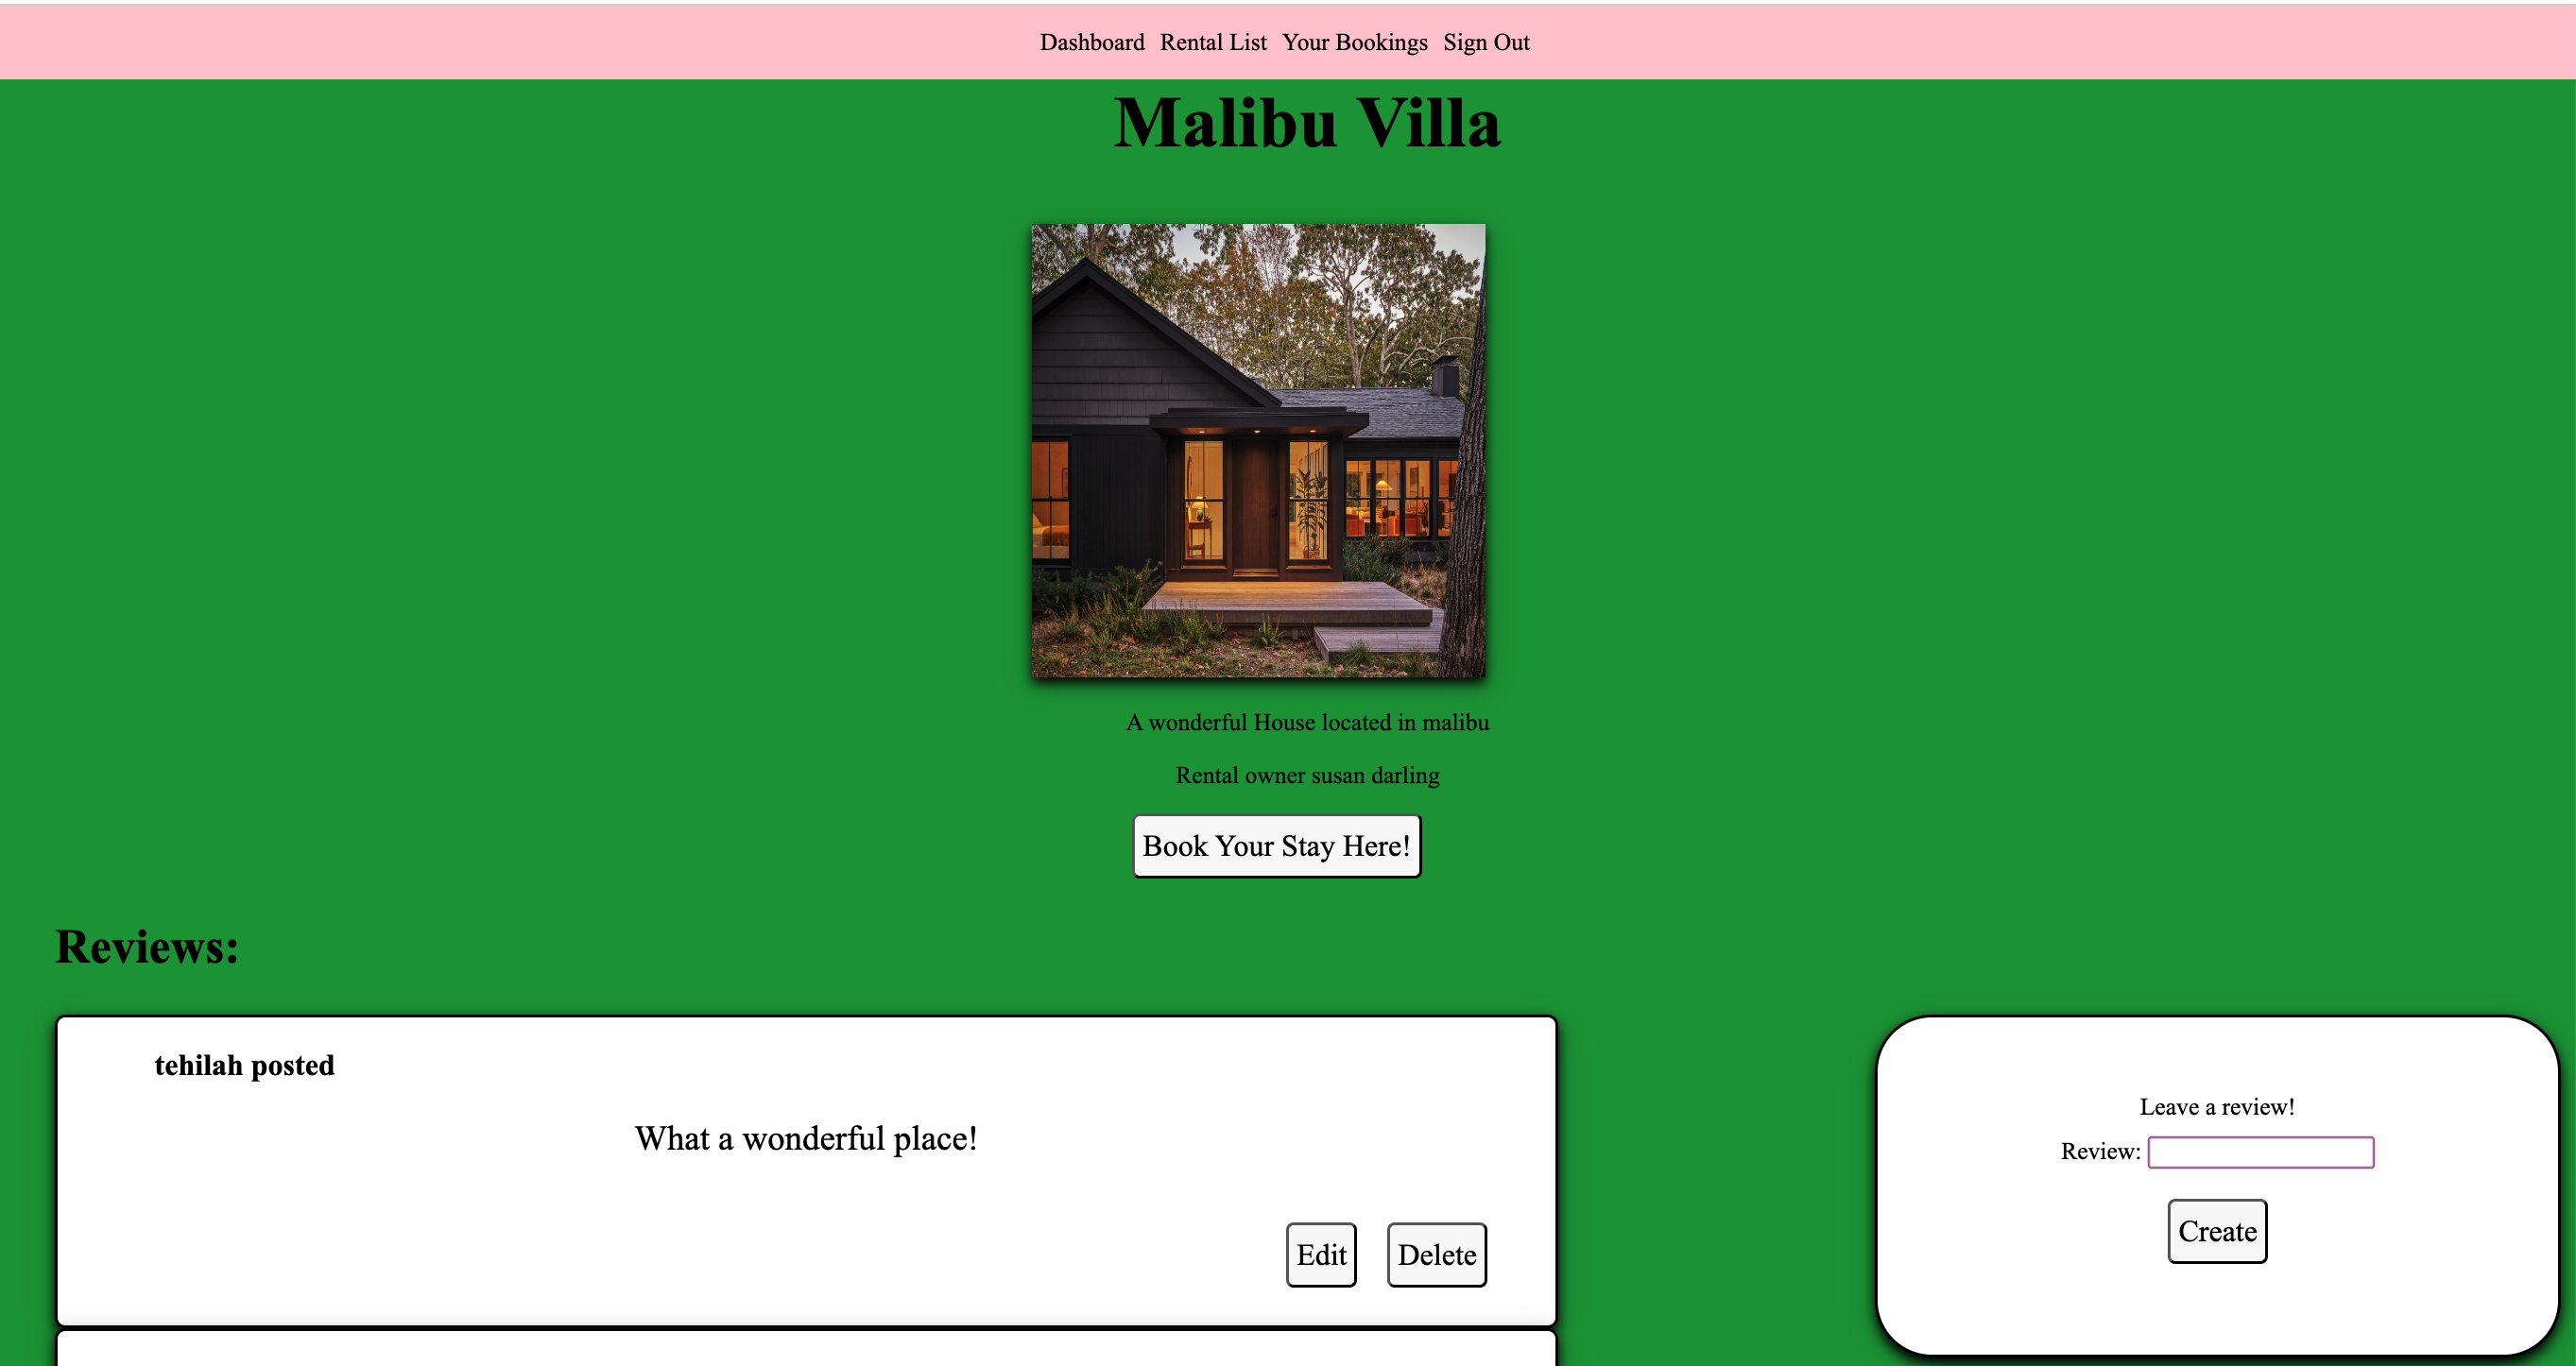 Dashboard Rental List Your Bookings Sign Out
Malibu Villa
A wonderful House located in malibu
Rental owner susan darling
Book Your Stay Here!
Reviews:
tehilah posted
What a wonderful place!
Edit Delete
Leave a review!
Review:
Create